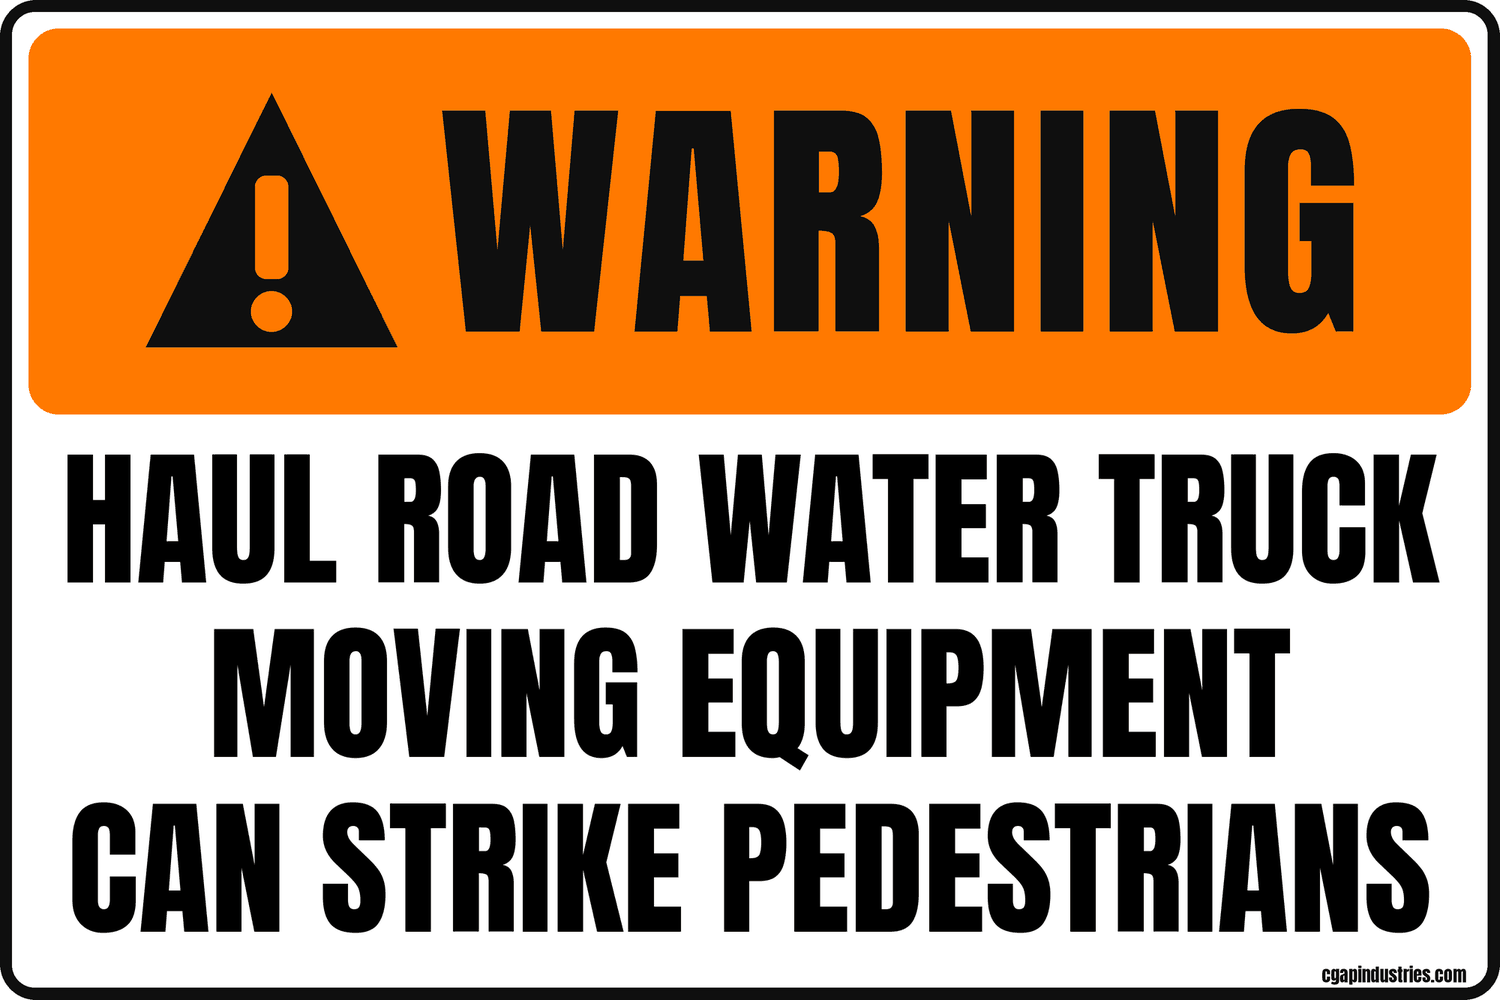 WARNING
HAUL ROAD WATER TRUCK
MOVING EQUIPMENT
CAN STRIKE PEDESTRIANS
cgapindustries.com